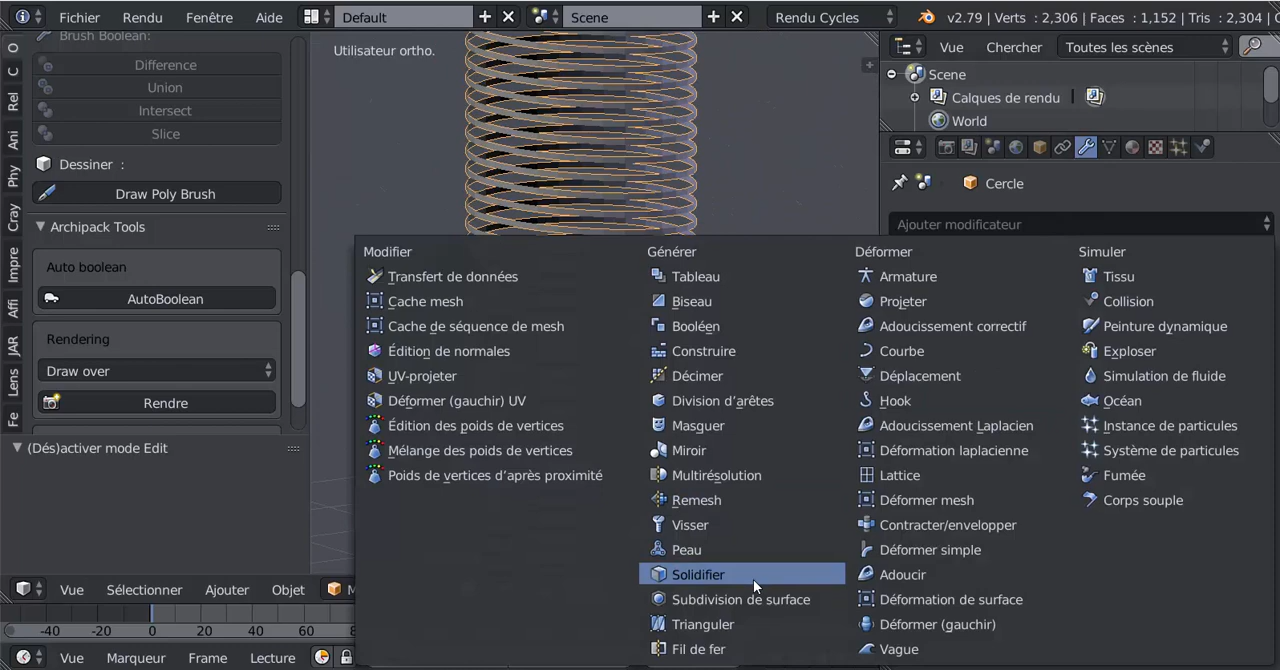 Fichier Rendu Fenêtre Aide Default Scene Rendu Cycles v2.79 | Verts : 2,306 | Faces : 1,152 | Tris : 2,304 |
Brush Boolean:
Difference
Union
Intersect
Slice
Dessiner :
Draw Poly Brush
Archipack Tools
Auto boolean
AutoBoolean
Rendering
Draw over
Rendre
(Dés)activer mode Edit
O
C
Rel
Ani
Phy
Cray
Impre
Affi
JAR
Lens
Fe
Utilisateur ortho.
Vue Chercher Toutes les scènes
Scene
Calques de rendu
World
Cercle
Ajouter modificateur
Modifier
Transfert de données
Cache mesh
Cache de séquence de mesh
Édition de normales
UV-projeter
Déformer (gauchir) UV
Édition des poids de vertices
Mélange des poids de vertices
Poids de vertices d'après proximité
Générer
Tableau
Biseau
Booléen
Construire
Décimer
Division d'arêtes
Masquer
Miroir
Multirésolution
Remesh
Visser
Peau
Solidifier
Subdivision de surface
Trianguler
Fil de fer
Déformer
Armature
Projeter
Adoucissement correctif
Courbe
Déplacement
Hook
Adoucissement Laplacien
Déformation laplacienne
Lattice
Déformer mesh
Contracter/envelopper
Déformer simple
Adoucir
Déformation de surface
Déformer (gauchir)
Vague
Simuler
Tissu
Collision
Peinture dynamique
Exploser
Simulation de fluide
Océan
Instance de particules
Système de particules
Fumée
Corps souple
Vue Sélectionner Ajouter Objet
-40 -20 0 20 40 60 80
Vue Marqueur Frame Lecture